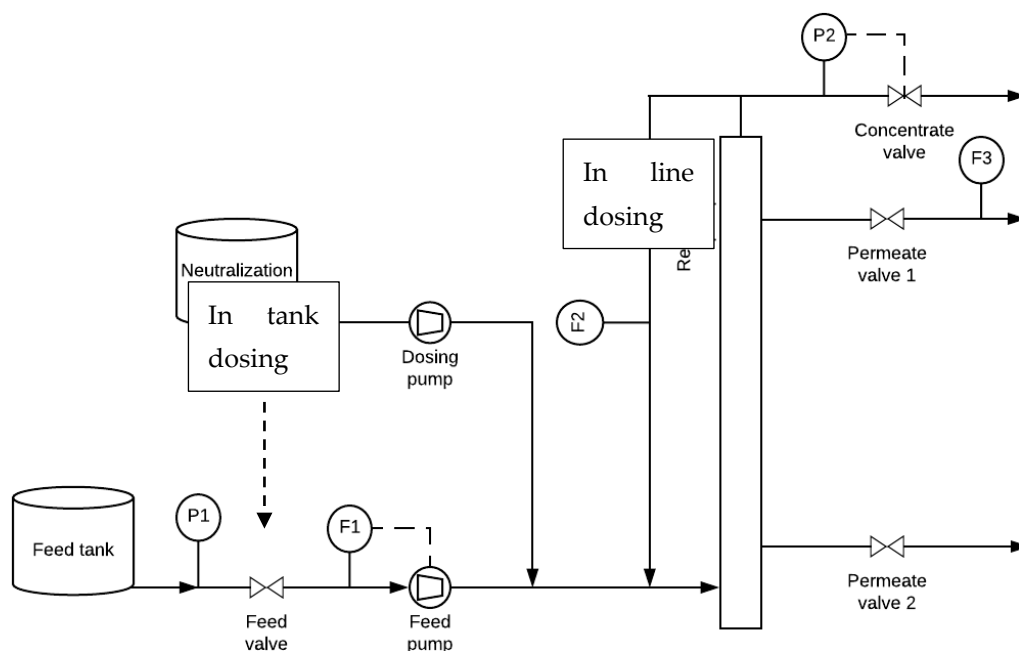 P2
Concentrate
valve
F3
In line
dosing
Re
Permeate
valve 1
Neutralization
In tank
dosing
F2
Dosing
pump
P1
F1
Feed tank
Feed
valve
Feed
pump
Permeate
valve 2